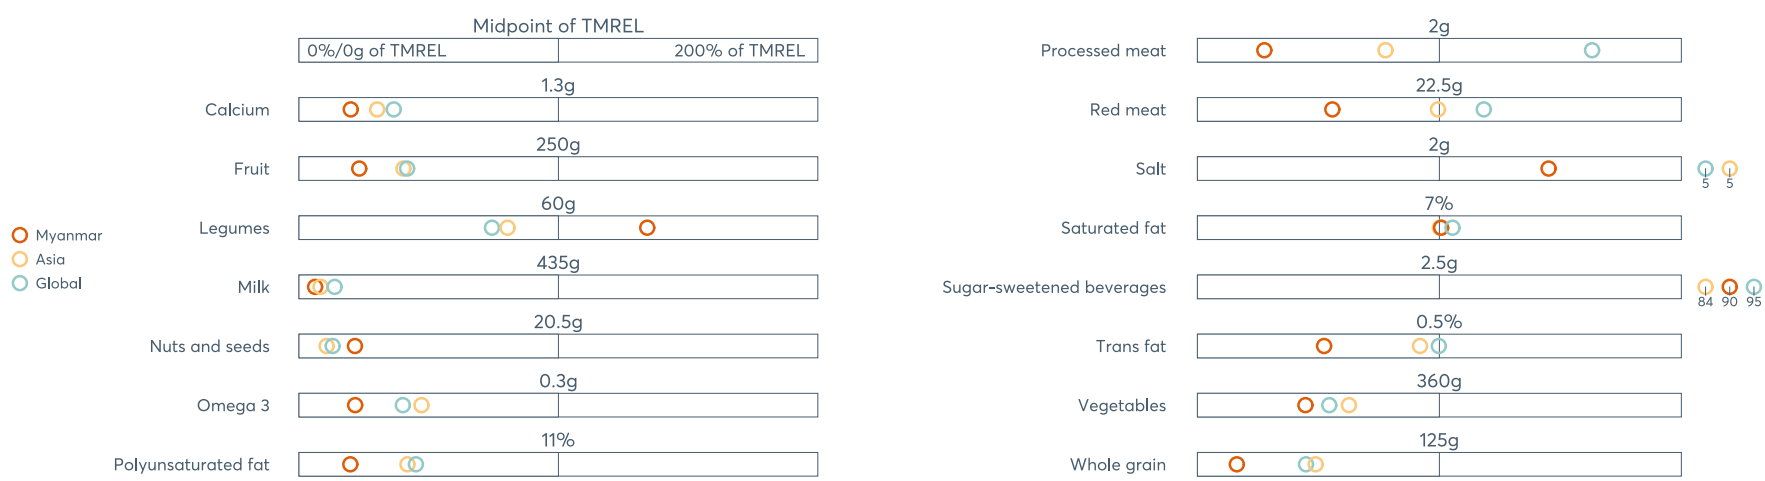 Midpoint of TMREL
0%/0g of TMREL 200% of TMREL
1.3g
Calcium
250g
Fruit
60g
Legumes
435g
Milk
20.5g
Nuts and seeds
0.3g
Omega 3
11%
Polyunsaturated fat
Myanmar
Asia
Global
2g
Processed meat
22.5g
Red meat
2g
Salt
5 5
7%
Saturated fat
2.5g
Sugar-sweetened beverages
84 90 95
0.5%
Trans fat
360g
Vegetables
125g
Whole grain